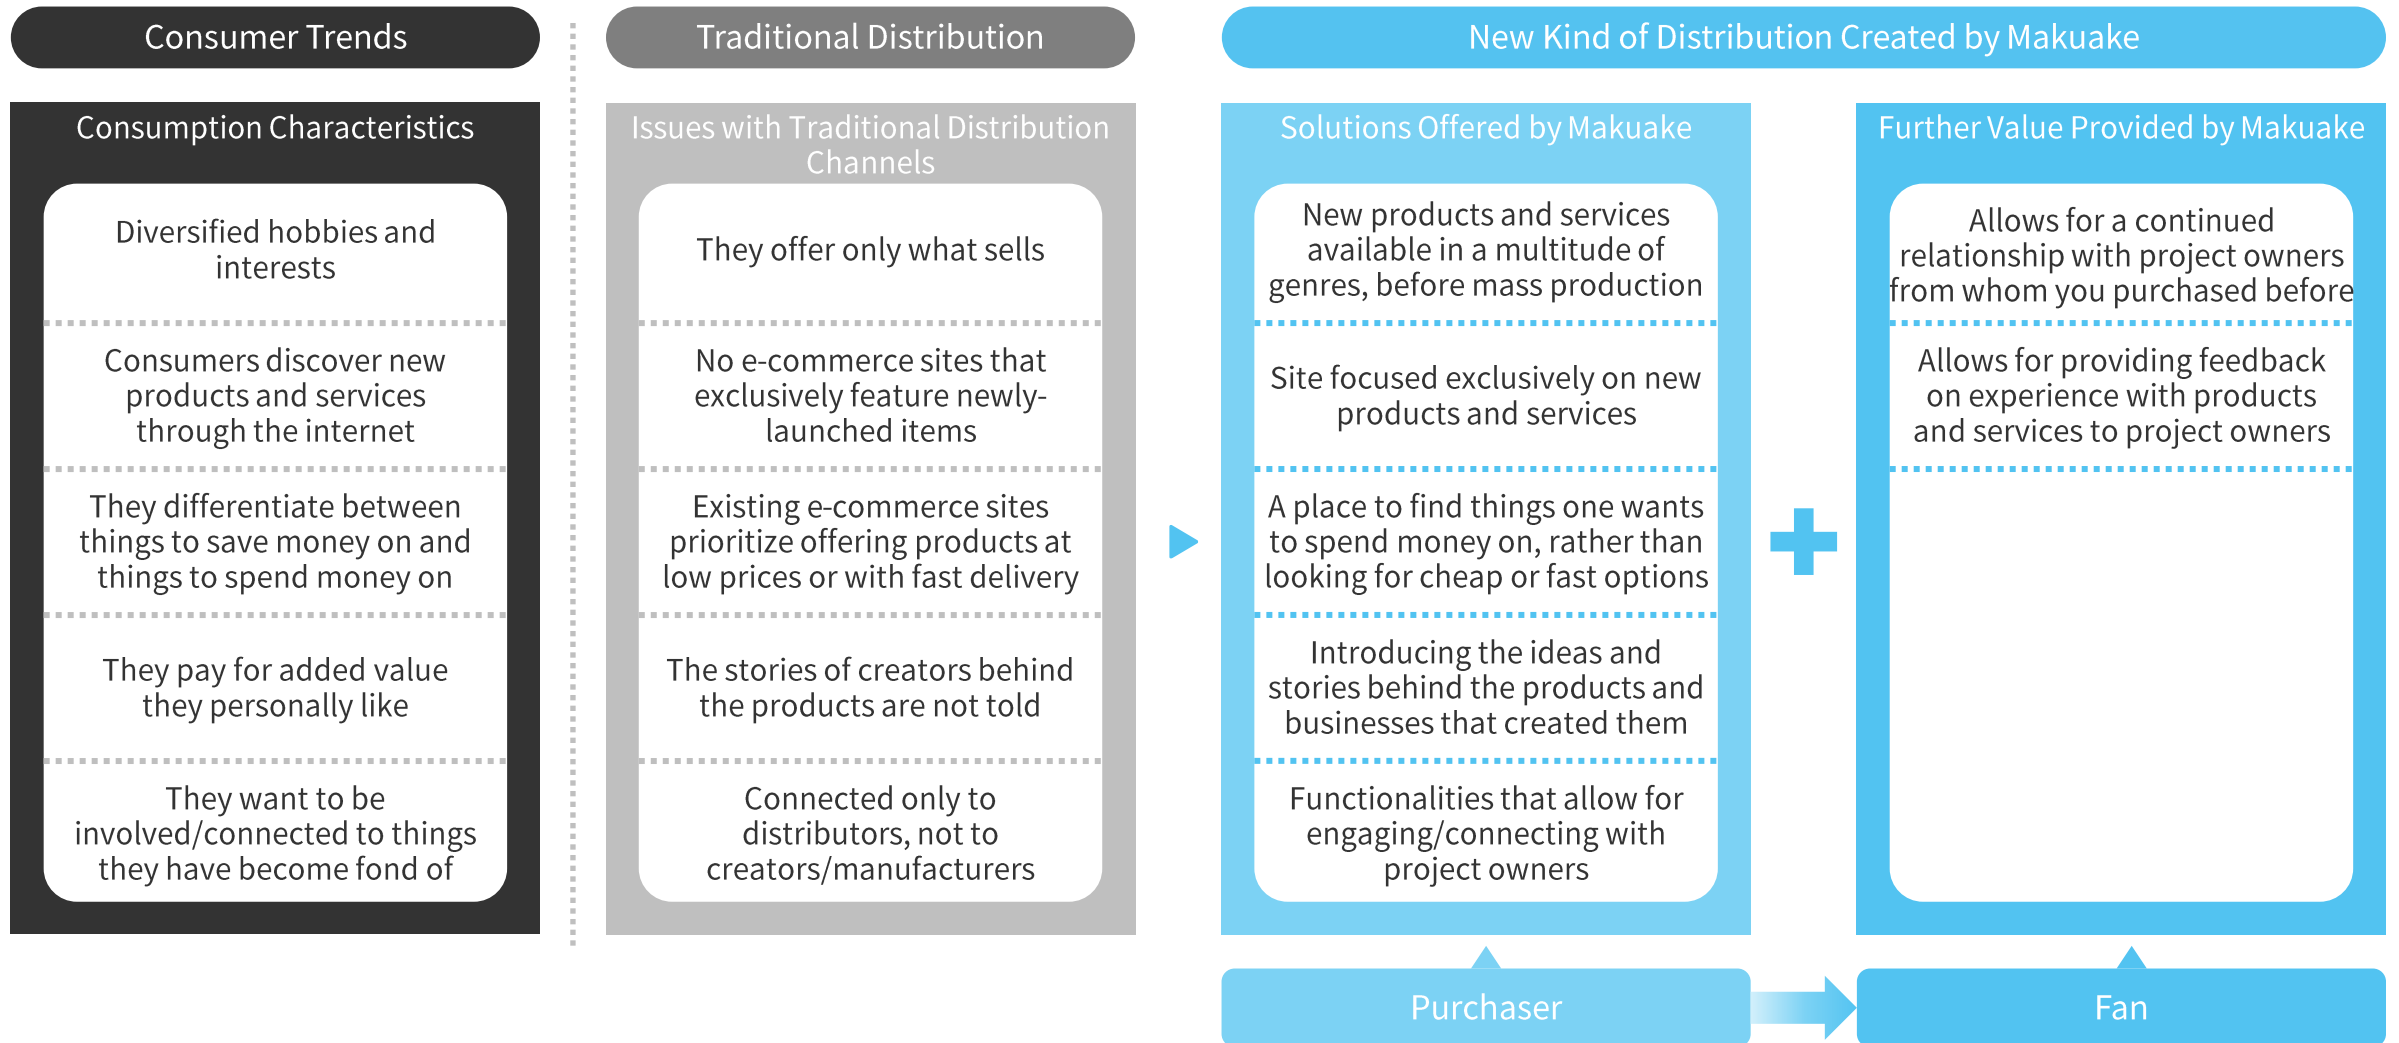 Consumer Trends
Traditional Distribution
New Kind of Distribution Created by Makuake
Consumption Characteristics
Diversified hobbies and
interests
Consumers discover new
products and services
through the internet
They differentiate between
things to save money on and
things to spend money on
They pay for added value
they personally like
They want to be
involved/connected to things
they have become fond of
Issues with Traditional Distribution
Channels
They offer only what sells
No e-commerce sites that
exclusively feature newly-
launched items
Existing e-commerce sites
prioritize offering products at
low prices or with fast delivery
The stories of creators behind
the products are not told
Connected only to
distributors, not to
creators/manufacturers
Solutions Offered by Makuake
New products and services
available in a multitude of
genres, before mass production
Site focused exclusively on new
products and services
A place to find things one wants
to spend money on, rather than
looking for cheap or fast options
Introducing the ideas and
stories behind the products and
businesses that created them
Functionalities that allow for
engaging/connecting with
project owners
Further Value Provided by Makuake
Allows for a continued
relationship with project owners
from whom you purchased before
Allows for providing feedback
on experience with products
and services to project owners
Purchaser
Fan